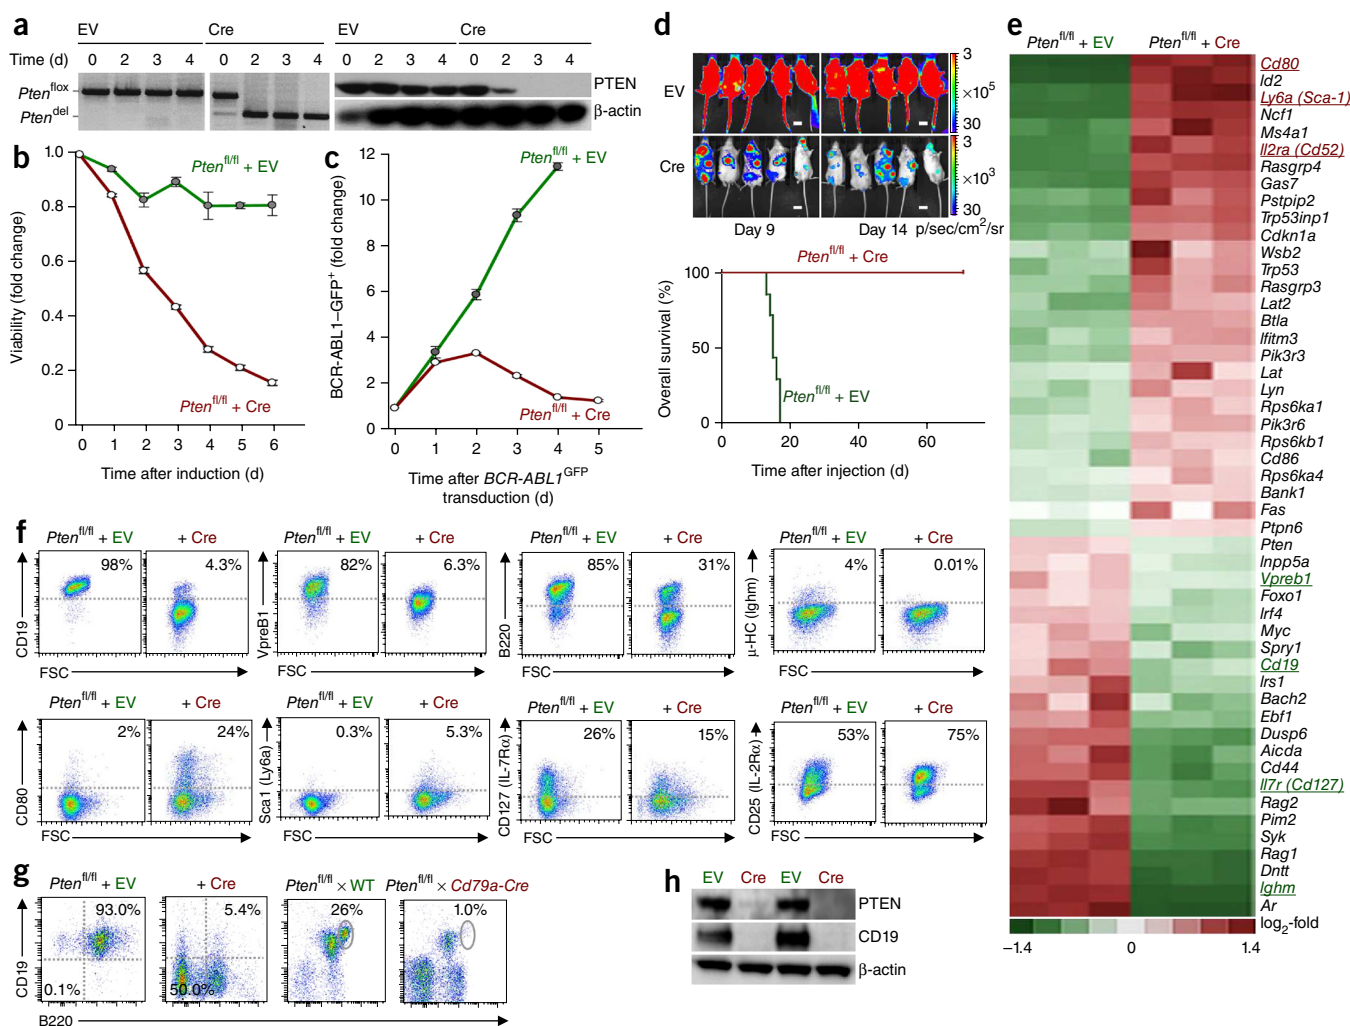 a
EV Cre EV Cre
Time (d) 0 2 3 4 0 2 3 4 0 2 3 4 0 2 3 4
Pten^flox
Pten^del
PTEN
β-actin
b
Viability (fold change)
1.0
0.8
0.6
0.4
0.2
0
Pten^fl/fl + EV
Pten^fl/fl + Cre
0 1 2 3 4 5 6
Time after induction (d)
c
BCR-ABL1–GFP+ (fold change)
12
10
8
6
4
2
0
Pten^fl/fl + EV
Pten^fl/fl + Cre
0 1 2 3 4 5
Time after BCR-ABL1^GFP
transduction (d)
d
EV
3
×10^5
30
Cre
3
×10^3
30
Day 9 Day 14 p/sec/cm²/sr
Pten^fl/fl + Cre
Overall survival (%)
100
50
0
Pten^fl/fl + EV
0 20 40 60
Time after injection (d)
e
Pten^fl/fl + EV Pten^fl/fl + Cre
Cd80
Id2
Ly6a (Sca-1)
Ncf1
Ms4a1
Il2ra (Cd52)
Rasgrp4
Gas7
Pstpip2
Trp53inp1
Cdkn1a
Wsb2
Trp53
Rasgrp3
Lat2
Btla
Ifitm3
Pik3r3
Lat
Lyn
Rps6ka1
Pik3r6
Rps6kb1
Cd86
Rps6ka4
Bank1
Fas
Ptpn6
Pten
Inpp5a
Vpreb1
Foxo1
Irf4
Myc
Spry1
Cd19
Irs1
Bach2
Ebf1
Dusp6
Aicda
Cd44
Il7r (Cd127)
Rag2
Pim2
Syk
Rag1
Dntt
Ighm
Ar
log₂-fold
−1.4 0 1.4
f
Pten^fl/fl + EV + Cre
98% 4.3%
CD19
FSC
Pten^fl/fl + EV + Cre
82% 6.3%
VpreB1
FSC
Pten^fl/fl + EV + Cre
85% 31%
B220
FSC
Pten^fl/fl + EV + Cre
4% 0.01%
μ-HC (Ighm)
FSC
Pten^fl/fl + EV + Cre
2% 24%
CD80
FSC
Pten^fl/fl + EV + Cre
0.3% 5.3%
Sca1 (Ly6a)
FSC
Pten^fl/fl + EV + Cre
26% 15%
CD127 (IL-7Rα)
FSC
Pten^fl/fl + EV + Cre
53% 75%
CD25 (IL-2Rα)
FSC
g
Pten^fl/fl + EV + Cre Pten^fl/fl × WT Pten^fl/fl × Cd79a-Cre
93.0% 5.4% 26% 1.0%
CD19
0.1% 50.0%
B220
h
EV Cre EV Cre
PTEN
CD19
β-actin